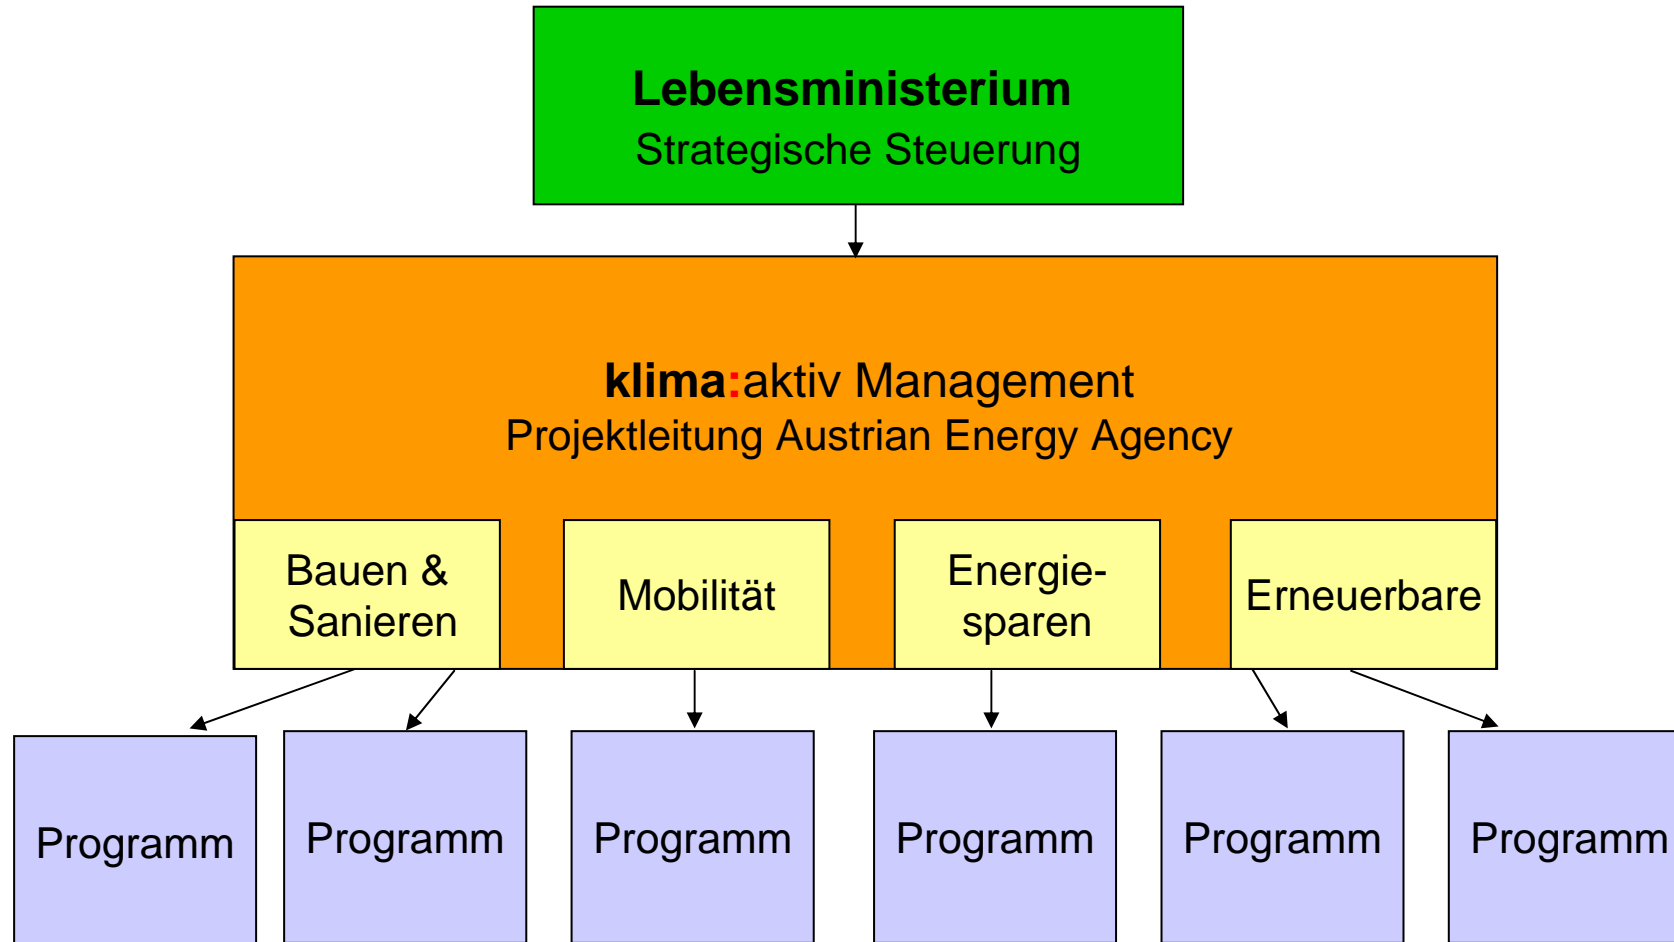 Lebensministerium
Strategische Steuerung
klima:aktiv Management
Projektleitung Austrian Energy Agency
Bauen &
Sanieren
Mobilität
Energie-
sparen
Erneuerbare
Programm
Programm
Programm
Programm
Programm
Programm